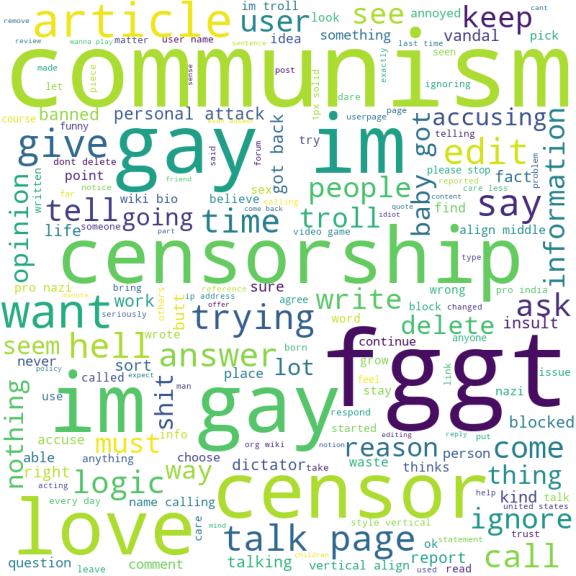 im troll look annoyed cant
remove article user see keep
review wanna play matter user name idea something vandal pick
communism
made sentence last time seen exactly
let piece sense post 1px solid ignoring
banned personal attack dare userpage page accusing
funny gay im try telling
give got back baby got edit
dont delete forum please stop fact problem
point said people content
opinion written notice wiki bio sex believe reported care less say information
far friend calling quote
tell going time troll find
someone come back idiot
life part video game align middle
censorship
pro nazi bring reference sure type wrong pro india
want work ip address agree write block changed ask
minute others butt offer word delete
seriously trying insult
seem hell wrote born continue anyone
never policy sort answer place lot grow link issue
called expect man feel stay nazi
im gay fggt
use shit respond blocked
nothing accuse must info org wiki started editing reply put
able anything choose notion reason person come
right logic way dictator take waste thinks thing
acting
every day name calling censor help kind talk
love care mind style vertical ok united states trust ignore
question comment talk page statement
leave talking children vertical align report used read call